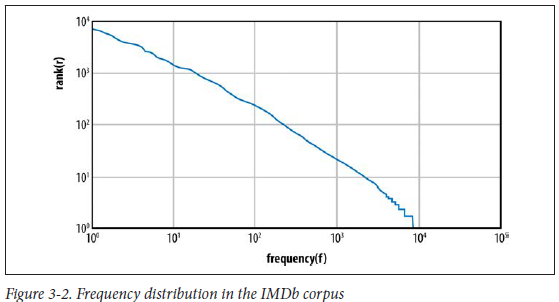 10⁴
10³
10²
10¹
10⁰
rank(r)
10⁰ 10¹ 10² 10³ 10⁴ 10⁵
frequency(f)
Figure 3-2. Frequency distribution in the IMDb corpus